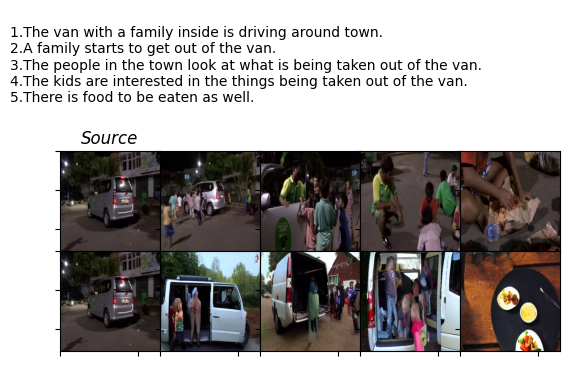 1.The van with a family inside is driving around town.
2.A family starts to get out of the van.
3.The people in the town look at what is being taken out of the van.
4.The kids are interested in the things being taken out of the van.
5.There is food to be eaten as well.
Source